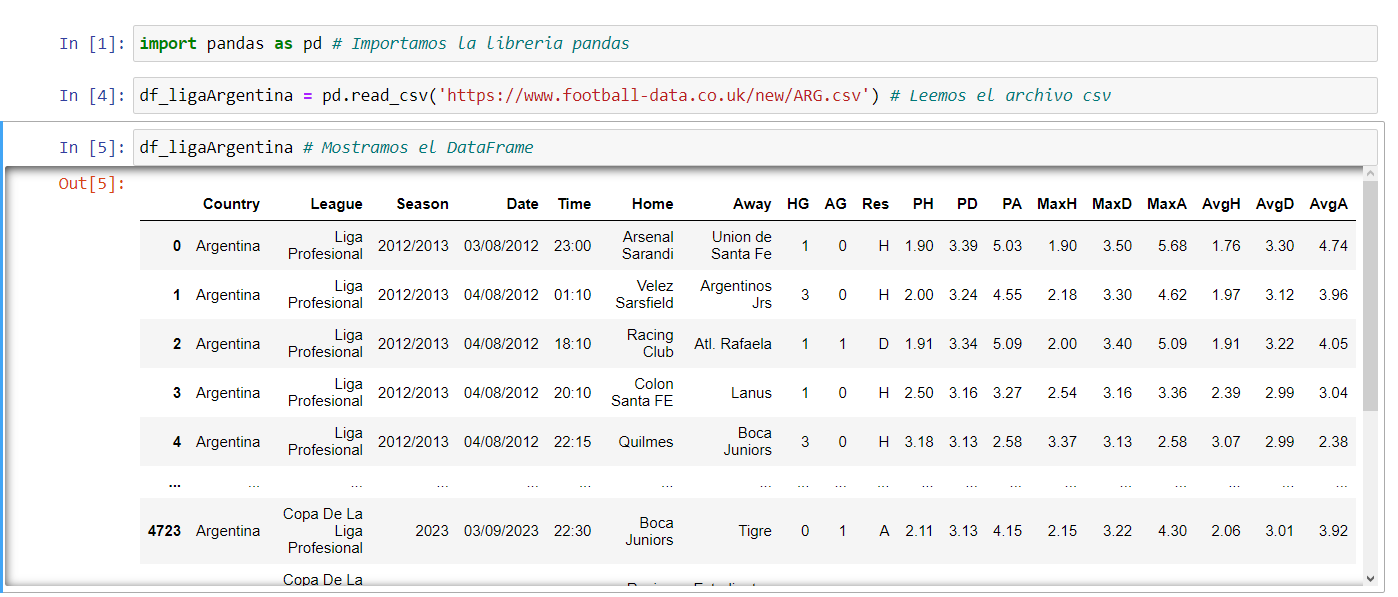 In [1]: import pandas as pd # Importamos la libreria pandas
In [4]: df_ligaArgentina = pd.read_csv('https://www.football-data.co.uk/new/ARG.csv') # Leemos el archivo csv
In [5]: df_ligaArgentina # Mostramos el DataFrame
Out[5]:
Country League Season Date Time Home Away HG AG Res PH PD PA MaxH MaxD MaxA AvgH AvgD AvgA
0 Argentina Liga Profesional 2012/2013 03/08/2012 23:00 Arsenal Sarandi Union de Santa Fe 1 0 H 1.90 3.39 5.03 1.90 3.50 5.68 1.76 3.30 4.74
1 Argentina Liga Profesional 2012/2013 04/08/2012 01:10 Velez Sarsfield Argentinos Jrs 3 0 H 2.00 3.24 4.55 2.18 3.30 4.62 1.97 3.12 3.96
2 Argentina Liga Profesional 2012/2013 04/08/2012 18:10 Racing Club Atl. Rafaela 1 1 D 1.91 3.34 5.09 2.00 3.40 5.09 1.91 3.22 4.05
3 Argentina Liga Profesional 2012/2013 04/08/2012 20:10 Colon Santa FE Lanus 1 0 H 2.50 3.16 3.27 2.54 3.16 3.36 2.39 2.99 3.04
4 Argentina Liga Profesional 2012/2013 04/08/2012 22:15 Quilmes Boca Juniors 3 0 H 3.18 3.13 2.58 3.37 3.13 2.58 3.07 2.99 2.38
... ... ... ... ... ... ... ... ... ... ... ... ... ... ... ... ... ... ... ...
4723 Argentina Copa De La Liga Profesional 2023 03/09/2023 22:30 Boca Juniors Tigre 0 1 A 2.11 3.13 4.15 2.15 3.22 4.30 2.06 3.01 3.92
Copa De La